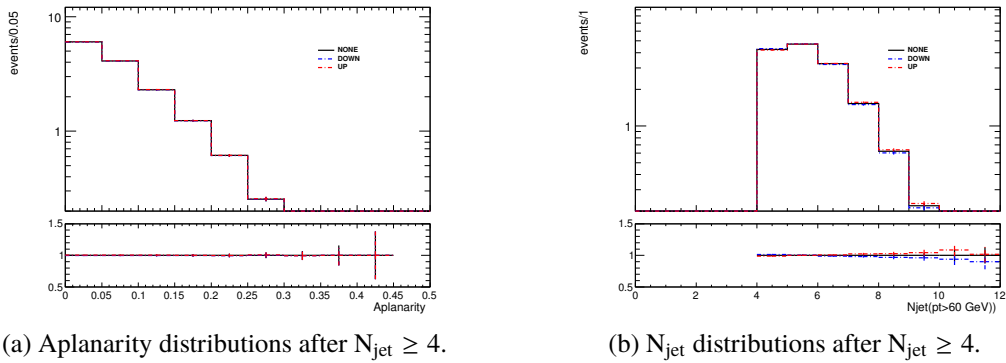 events/0.05
10
1
NONE
DOWN
UP
1.5
1
0.5
0 0.05 0.1 0.15 0.2 0.25 0.3 0.35 0.4 0.45 0.5
Aplanarity
(a) Aplanarity distributions after N_jet ≥ 4.
events/1
1
NONE
DOWN
UP
1.5
1
0.5
0 2 4 6 8 10 12
Njet(pt>60 GeV))
(b) N_jet distributions after N_jet ≥ 4.